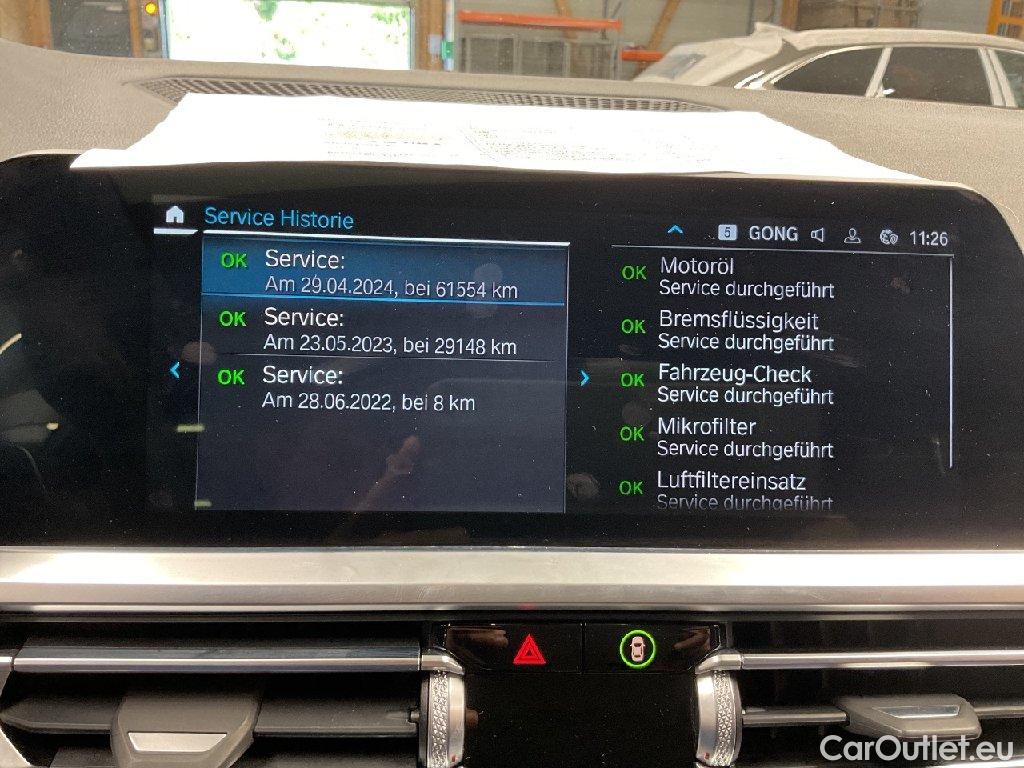 Service Historie
5 GONG 11:26
OK Service:
Am 29.04.2024, bei 61554 km
OK Service:
Am 23.05.2023, bei 29148 km
OK Service:
Am 28.06.2022, bei 8 km
OK Motoröl
Service durchgeführt
OK Bremsflüssigkeit
Service durchgeführt
OK Fahrzeug-Check
Service durchgeführt
OK Mikrofilter
Service durchgeführt
OK Luftfiltereinsatz
Service durchgeführt
CarOutlet.eu